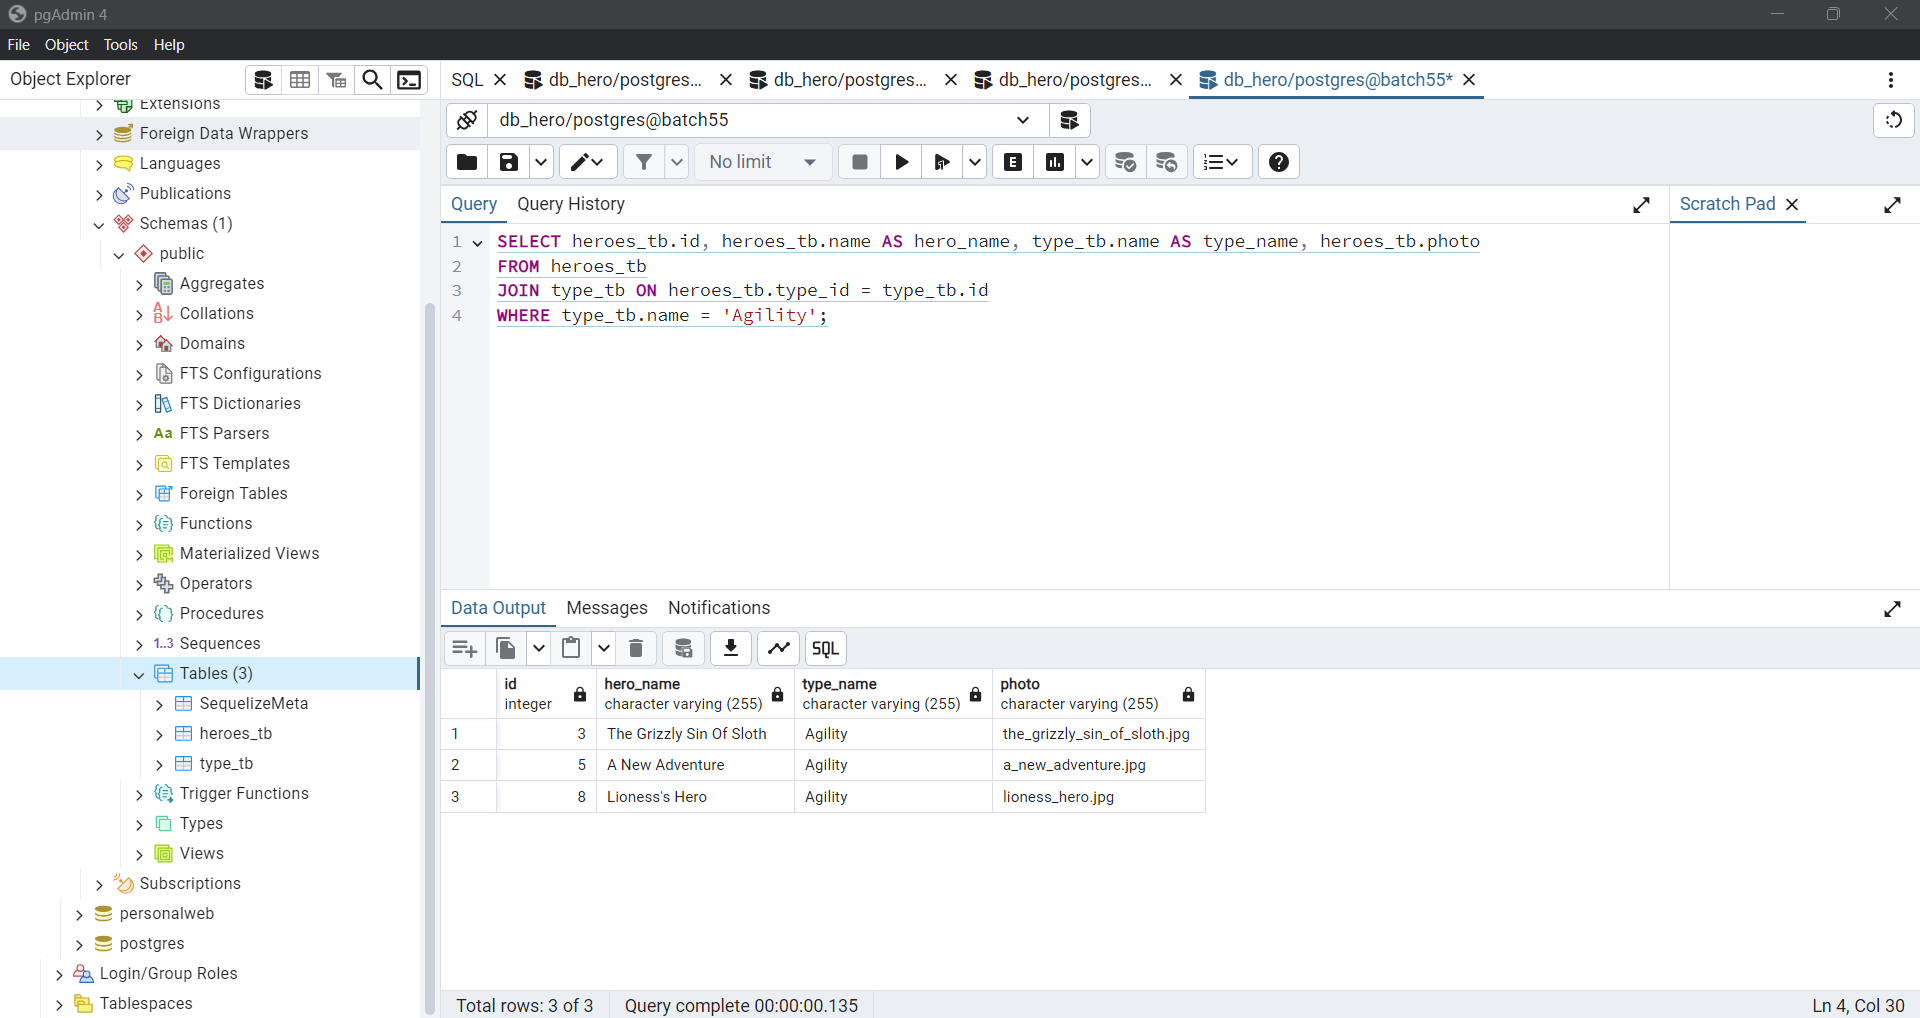 pgAdmin 4
File Object Tools Help
Object Explorer
SQL db_hero/postgres... db_hero/postgres... db_hero/postgres... db_hero/postgres@batch55*
Extensions
Foreign Data Wrappers
Languages
Publications
Schemas (1)
public
Aggregates
Collations
Domains
FTS Configurations
FTS Dictionaries
Aa FTS Parsers
FTS Templates
Foreign Tables
Functions
Materialized Views
Operators
Procedures
1..3 Sequences
Tables (3)
SequelizeMeta
heroes_tb
type_tb
Trigger Functions
Types
Views
Subscriptions
personalweb
postgres
Login/Group Roles
Tablespaces
db_hero/postgres@batch55
No limit E
Query Query History
Scratch Pad
1 SELECT heroes_tb.id, heroes_tb.name AS hero_name, type_tb.name AS type_name, heroes_tb.photo
2 FROM heroes_tb
3 JOIN type_tb ON heroes_tb.type_id = type_tb.id
4 WHERE type_tb.name = 'Agility';
Data Output Messages Notifications
SQL
id hero_name type_name photo
integer character varying (255) character varying (255) character varying (255)
1 3 The Grizzly Sin Of Sloth Agility the_grizzly_sin_of_sloth.jpg
2 5 A New Adventure Agility a_new_adventure.jpg
3 8 Lioness's Hero Agility lioness_hero.jpg
Total rows: 3 of 3 Query complete 00:00:00.135 Ln 4, Col 30